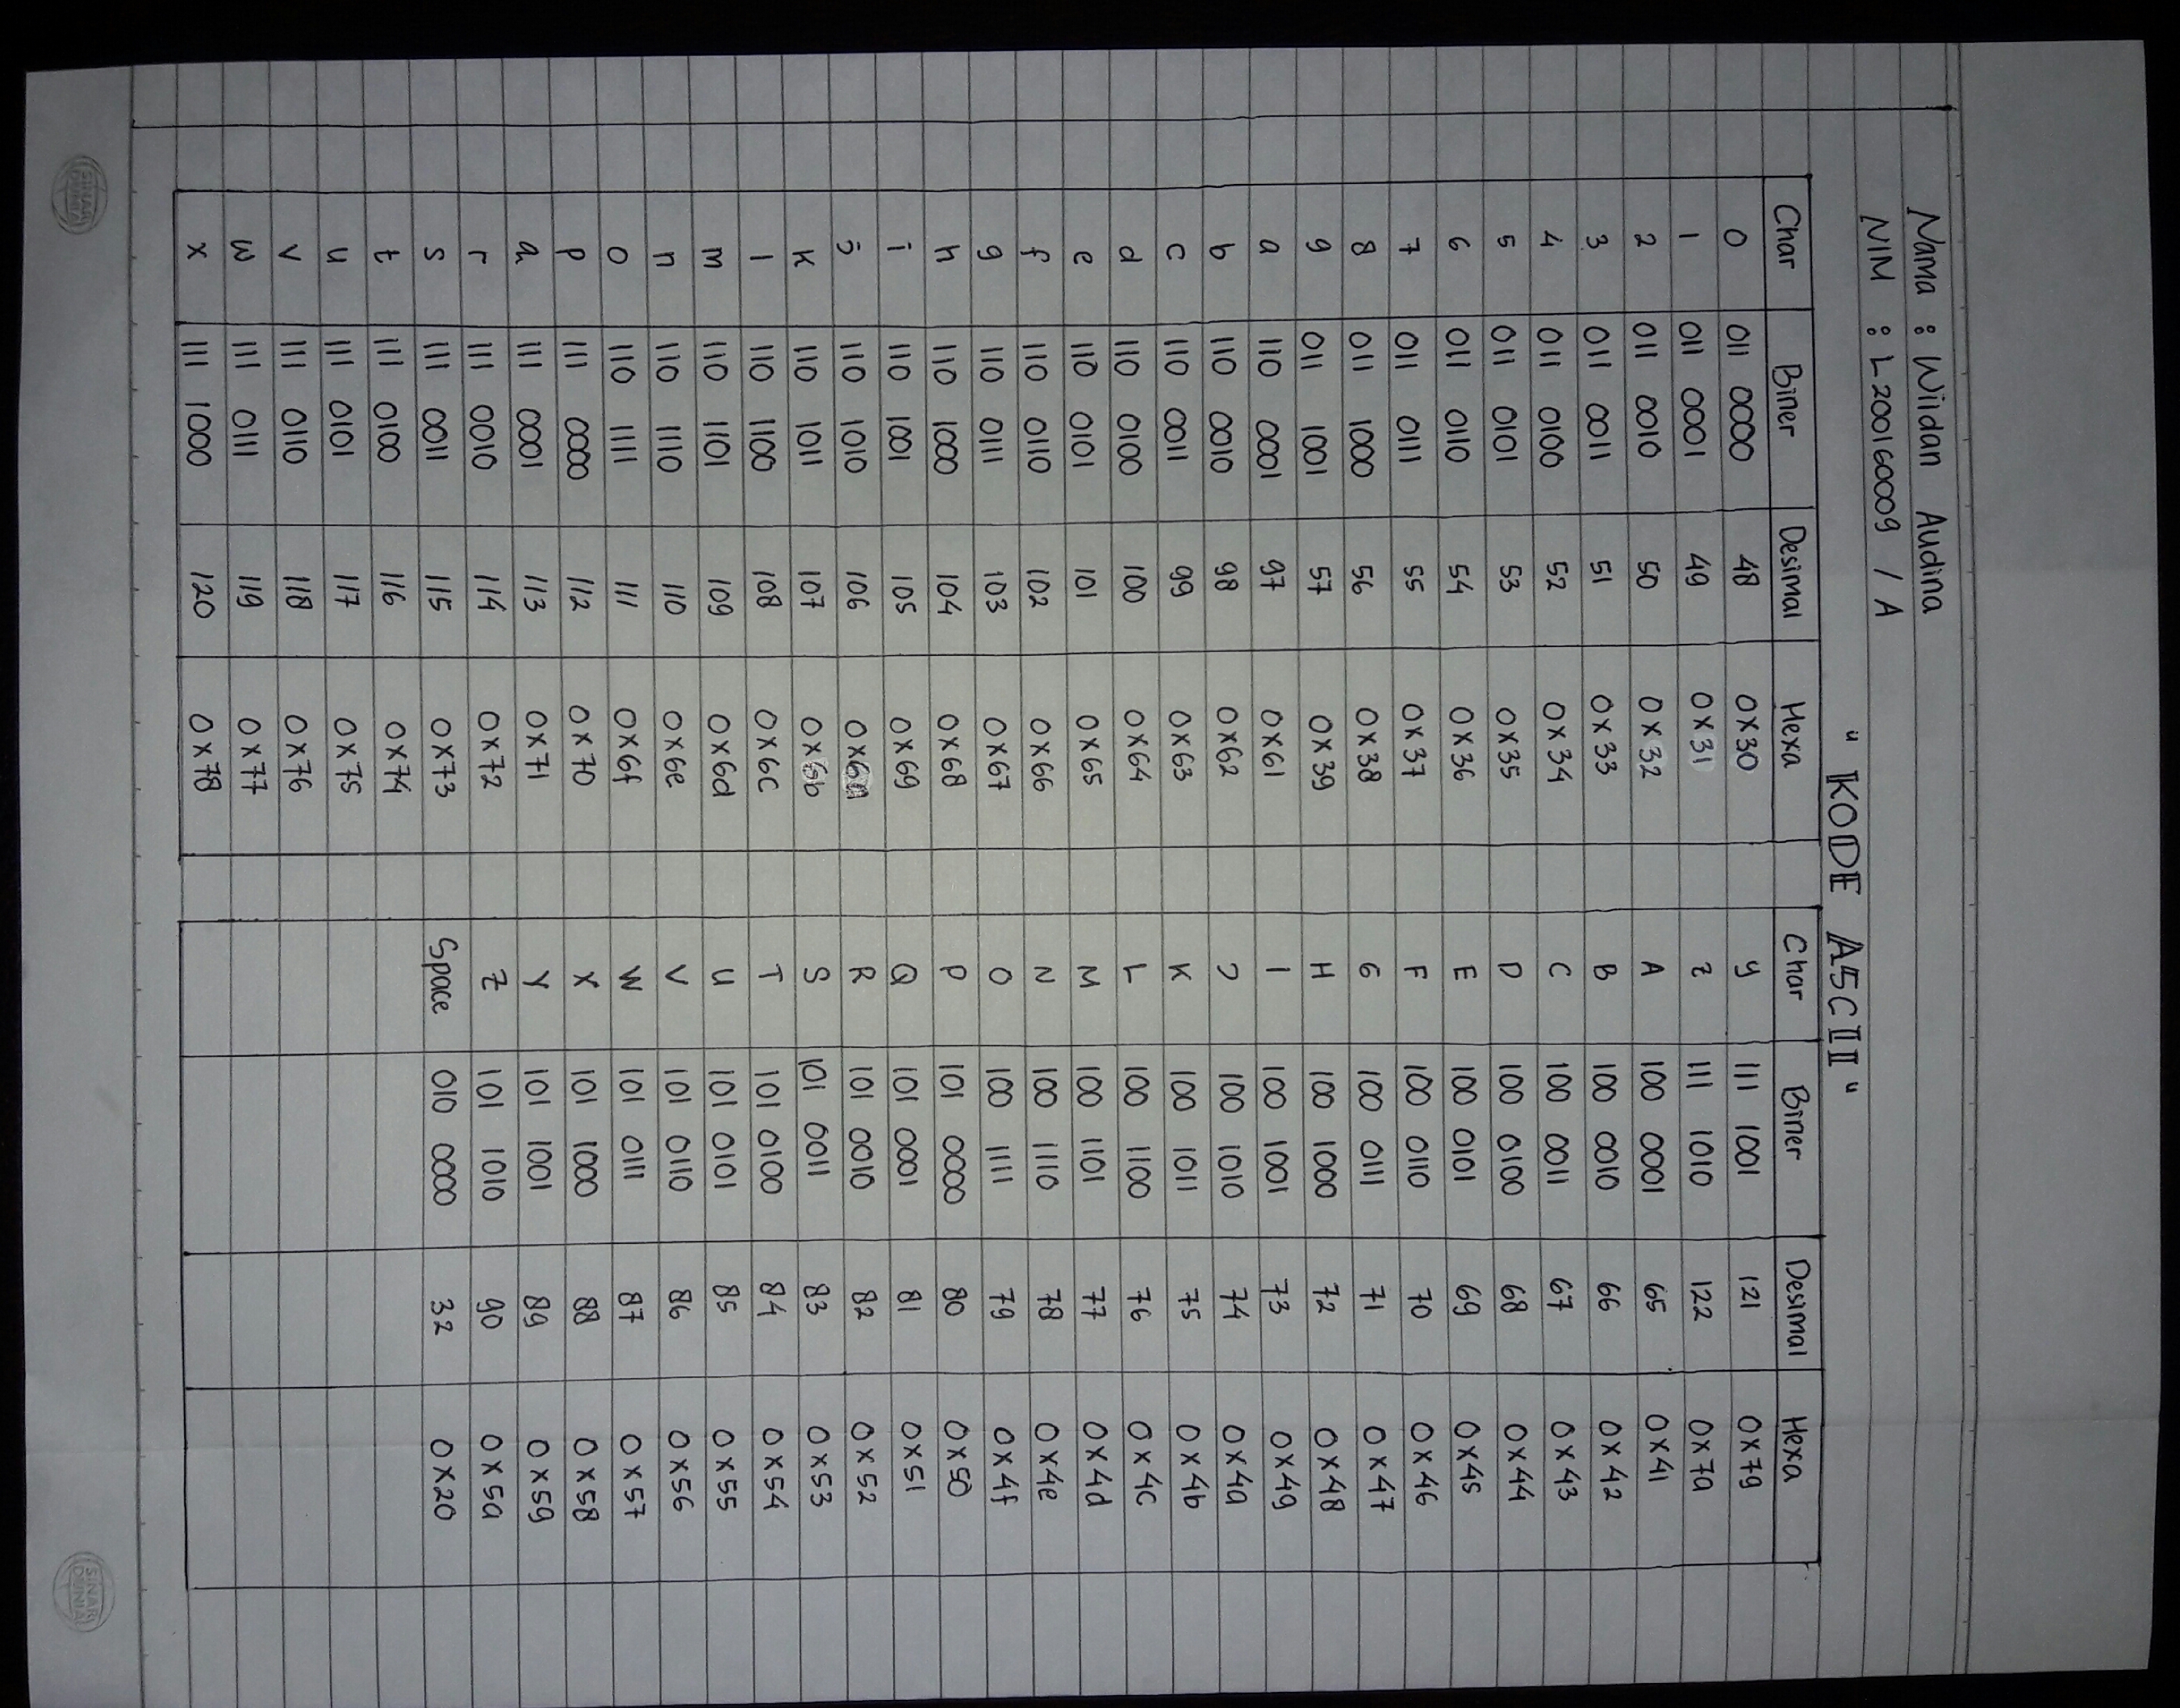 Nama : Wildan Audina
NIM : L200160009 / A
" KODE ASCII "
Char Biner Desimal Hexa Char Biner Desimal Hexa
0 011 0000 48 0x30 y 111 1001 121 0x79
1 011 0001 49 0x31 z 111 1010 122 0x7a
2 011 0010 50 0x32 A 100 0001 65 0x41
3 011 0011 51 0x33 B 100 0010 66 0x42
4 011 0100 52 0x34 C 100 0011 67 0x43
5 011 0101 53 0x35 D 100 0100 68 0x44
6 011 0110 54 0x36 E 100 0101 69 0x45
7 011 0111 55 0x37 F 100 0110 70 0x46
8 011 1000 56 0x38 G 100 0111 71 0x47
9 011 1001 57 0x39 H 100 1000 72 0x48
a 110 0001 97 0x61 I 100 1001 73 0x49
b 110 0010 98 0x62 J 100 1010 74 0x4a
c 110 0011 99 0x63 K 100 1011 75 0x4b
d 110 0100 100 0x64 L 100 1100 76 0x4c
e 110 0101 101 0x65 M 100 1101 77 0x4d
f 110 0110 102 0x66 N 100 1110 78 0x4e
g 110 0111 103 0x67 O 100 1111 79 0x4f
h 110 1000 104 0x68 P 101 0000 80 0x50
i 110 1001 105 0x69 Q 101 0001 81 0x51
j 110 1010 106 0x6a R 101 0010 82 0x52
k 110 1011 107 0x6b S 101 0011 83 0x53
l 110 1100 108 0x6c T 101 0100 84 0x54
m 110 1101 109 0x6d U 101 0101 85 0x55
n 110 1110 110 0x6e V 101 0110 86 0x56
o 110 1111 111 0x6f W 101 0111 87 0x57
p 111 0000 112 0x70 X 101 1000 88 0x58
q 111 0001 113 0x71 Y 101 1001 89 0x59
r 111 0010 114 0x72 Z 101 1010 90 0x5a
s 111 0011 115 0x73 Space 010 0000 32 0x20
t 111 0100 116 0x74
u 111 0101 117 0x75
v 111 0110 118 0x76
w 111 0111 119 0x77
x 111 1000 120 0x78
SINAR DUNIA
SINAR DUNIA